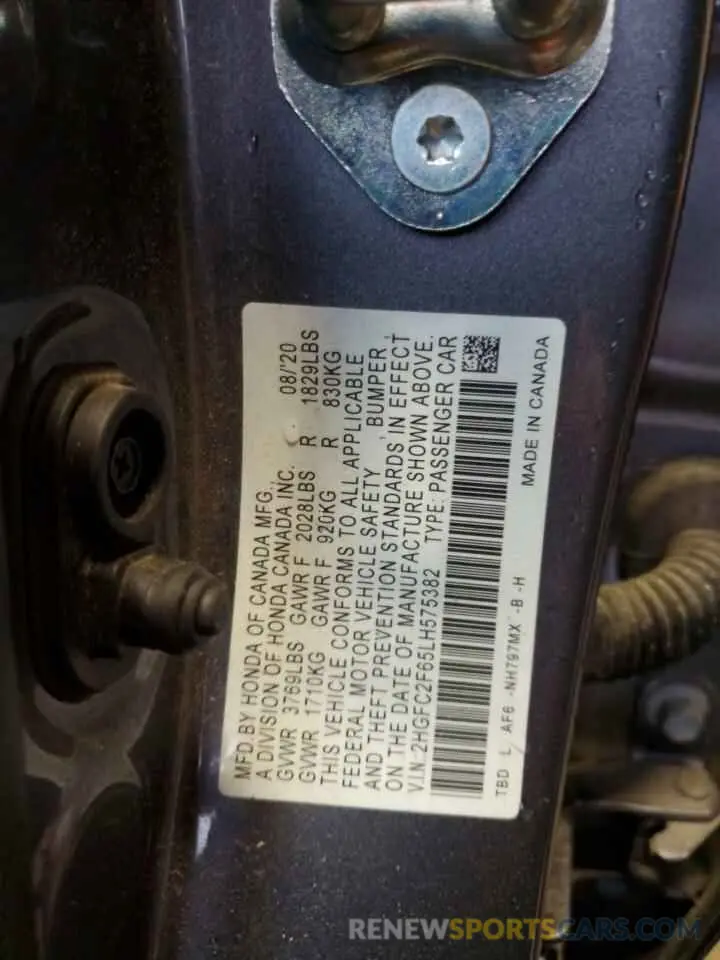 MFD.BY HONDA OF CANADA MFG., 08/'20
A DIVISION OF HONDA CANADA INC.
GVWR 3769LBS GAWR F 2028LBS R 1829LBS
GVWR 1710KG GAWR F 920KG R 830KG
THIS VEHICLE CONFORMS TO ALL APPLICABLE
FEDERAL MOTOR VEHICLE SAFETY , BUMPER,
AND THEFT PREVENTION STANDARDS IN EFFECT
ON THE DATE OF MANUFACTURE SHOWN ABOVE.
V.I.N. 2HGFC2F65LH575382 TYPE: PASSENGER CAR
TBD L AF6 -NH797MX -B -H MADE IN CANADA
RENEWSPORTSCARS.COM